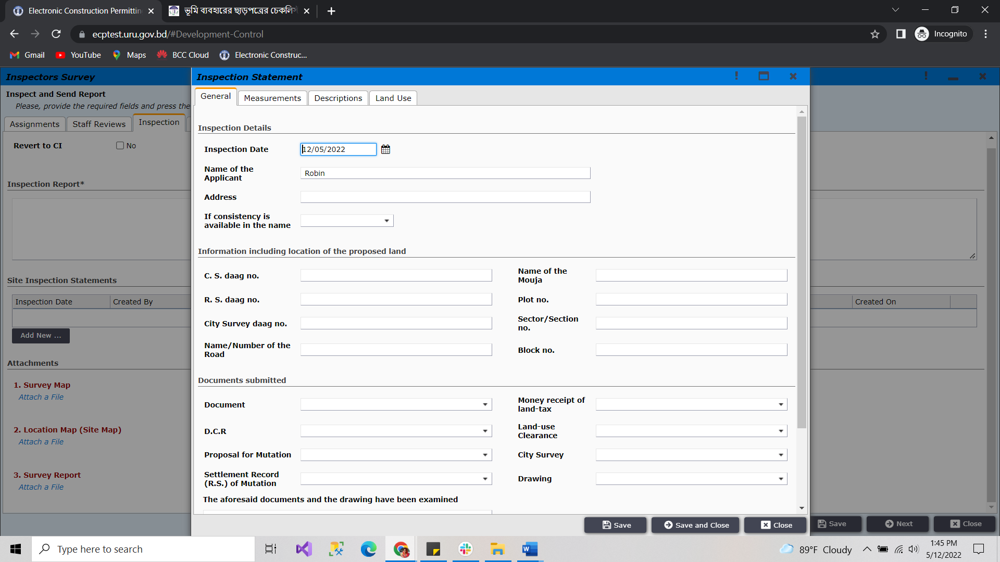 Electronic Construction Permittin
ভূমি ব্যবহারের ছাড়পত্রের চেকলিস
ecptest.uru.gov.bd/#Development-Control
Incognito
Gmail
YouTube
Maps
BCC Cloud
Electronic Construc...
Inspectors Survey
Inspect and Send Report
Please, provide the required fields and press the
Assignments
Staff Reviews
Inspection
Revert to CI
No
Inspection Report*
Site Inspection Statements
Inspection Date
Created By
Created On
Add New ...
Attachments
1. Survey Map
Attach a File
2. Location Map (Site Map)
Attach a File
3. Survey Report
Attach a File
Inspection Statement
General
Measurements
Descriptions
Land Use
Inspection Details
Inspection Date
12/05/2022
Name of the
Applicant
Robin
Address
If consistency is
available in the name
Information including location of the proposed land
C. S. daag no.
Name of the
Mouja
R. S. daag no.
Plot no.
City Survey daag no.
Sector/Section
no.
Name/Number of the
Road
Block no.
Documents submitted
Document
Money receipt of
land-tax
D.C.R
Land-use
Clearance
Proposal for Mutation
City Survey
Settlement Record
(R.S.) of Mutation
Drawing
The aforesaid documents and the drawing have been examined
Save
Save and Close
Close
Save
Next
Close
Type here to search
89°F Cloudy
1:45 PM
5/12/2022